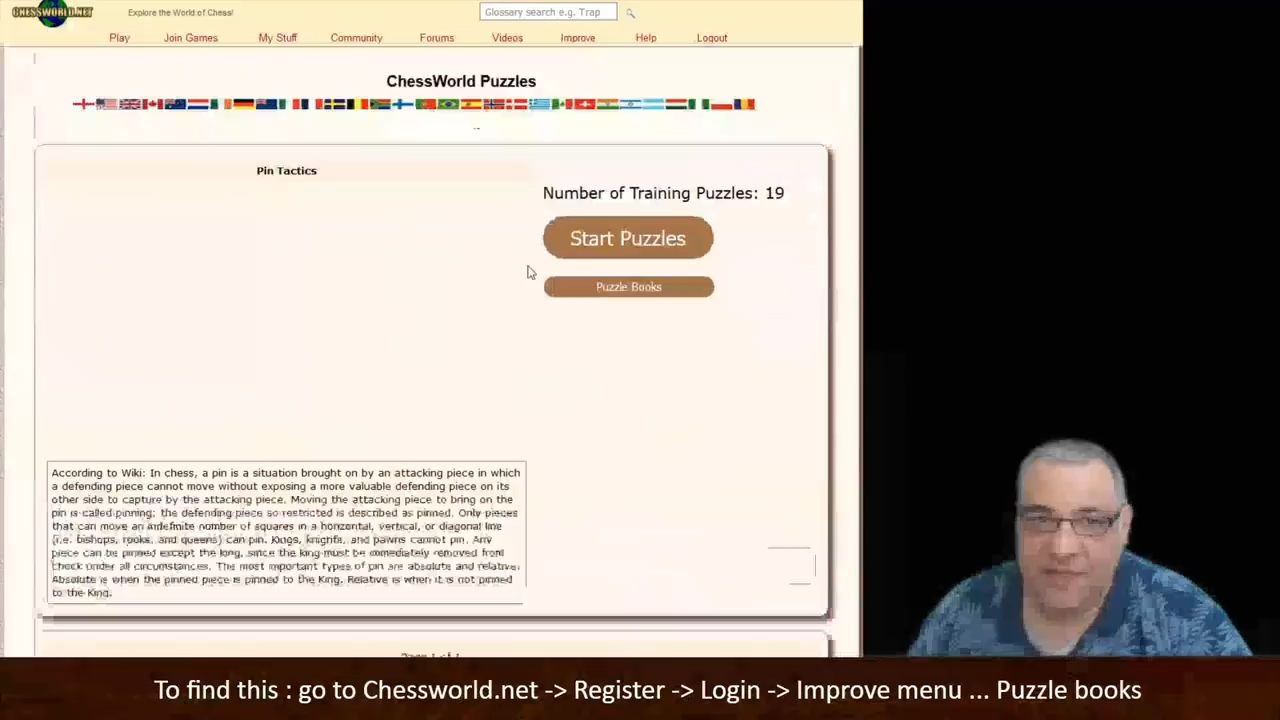 CHESSWORLD.NET
Explore the World of Chess!
Glossary search e.g. Trap
Play Join Games My Stuff Community Forums Videos Improve Help Logout
ChessWorld Puzzles
Pin Tactics
Number of Training Puzzles: 19
Start Puzzles
Puzzle Books
According to Wiki: In chess, a pin is a situation brought on by an attacking piece in which
a defending piece cannot move without exposing a more valuable defending piece on its
other side to capture by the attacking piece. Moving the attacking piece to bring on the
pin is called pinning; the defending piece so restricted is described as pinned. Only pieces
that can move an indefinite number of squares in a horizontal, vertical, or diagonal line
(i.e. bishops, rooks, and queens) can pin. Kings, knights, and pawns cannot pin. Any
piece can be pinned except the king, since the king must be immediately removed from
check under all circumstances. The most important types of pin are absolute and relative.
Absolute is when the pinned piece is pinned to the King. Relative is when it is not pinned
to the King.
To find this : go to Chessworld.net -> Register -> Login -> Improve menu ... Puzzle books